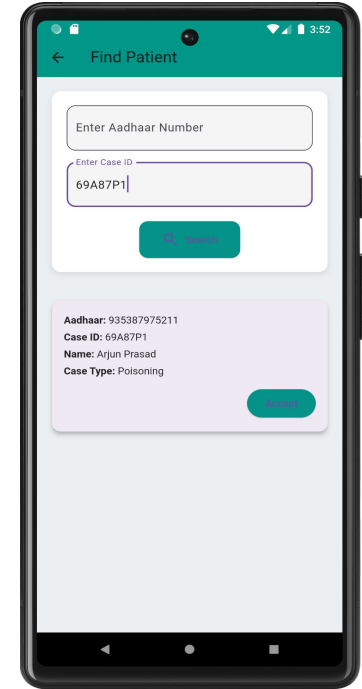 3:52
Find Patient
Enter Aadhaar Number
Enter Case ID
69A87P1
Search
Aadhaar: 935387975211
Case ID: 69A87P1
Name: Arjun Prasad
Case Type: Poisoning
Accept